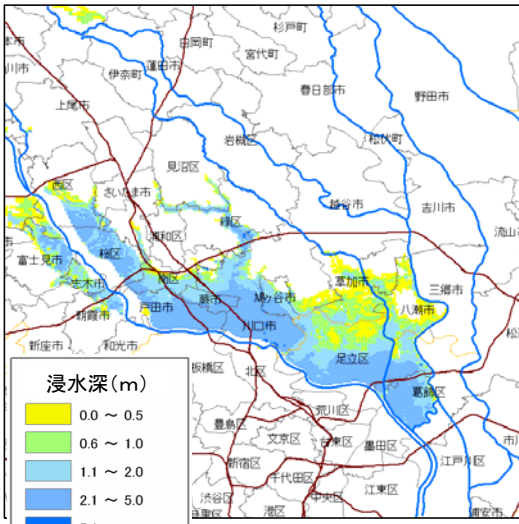 杉戸町
白岡町
宮代町
蓮田市
伊奈町
川市
春日部市
野田市
上尾市
岩槻区
松伏町
見沼区
西区
さいたま市
越谷市
吉川市
緑区
流山
浦和区
桜区
富士見市
南区
草加市
三郷市
志木市
蕨市
鳩ヶ谷市
八潮市
戸田市
朝霞市
川口市
新座市
和光市
足立区
板橋区
北区
葛飾区
浸水深(m)
0.0 ～ 0.5
0.6 ～ 1.0
1.1 ～ 2.0
2.1 ～ 5.0
荒川区
豊島区
文京区
台東区
墨田区
新宿区
江戸川区
市川
千代田区
江東区
渋谷区
中央区
港区
浦安市